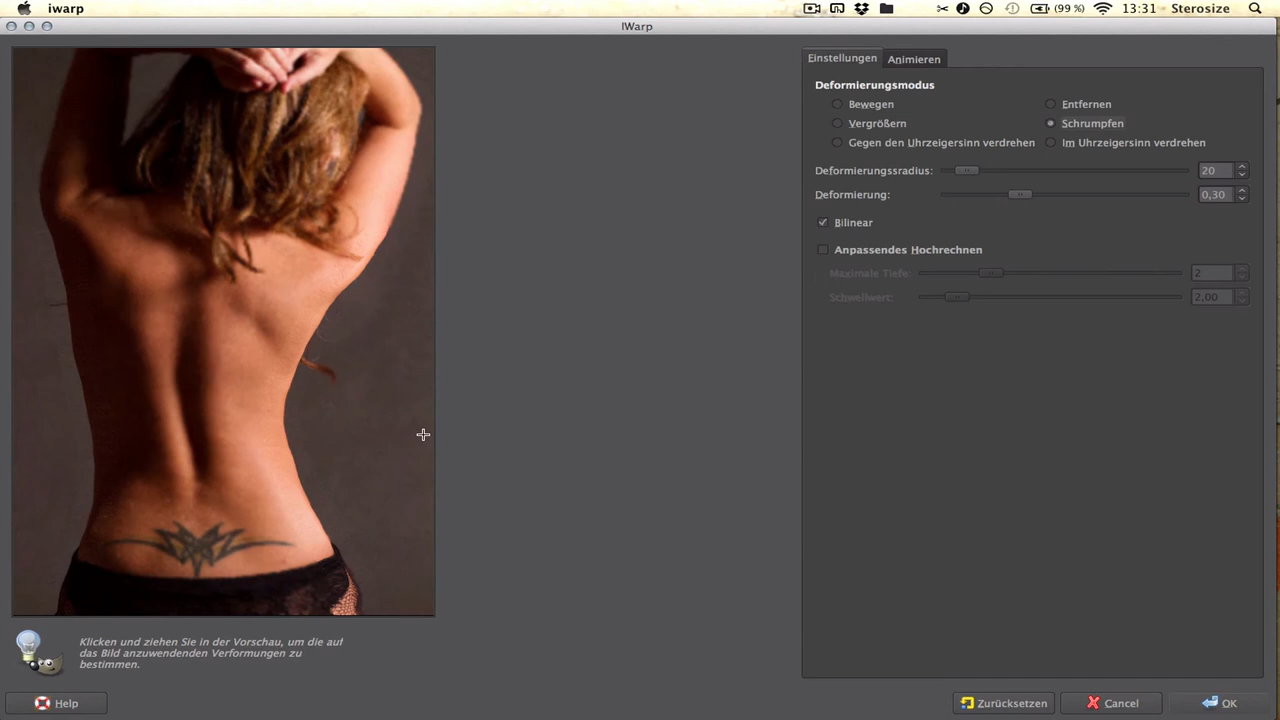 iwarp
(99 %)
13:31
Sterosize
IWarp
Einstellungen
Animieren
Deformierungsmodus
Bewegen
Entfernen
Vergrößern
Schrumpfen
Gegen den Uhrzeigersinn verdrehen
Im Uhrzeigersinn verdrehen
Deformierungsradius:
20
Deformierung:
0,30
Bilinear
Anpassendes Hochrechnen
Maximale Tiefe:
2
Schwellwert:
2,00
Klicken und ziehen Sie in der Vorschau, um die auf
das Bild anzuwendenden Verformungen zu
bestimmen.
Help
Zurücksetzen
Cancel
OK